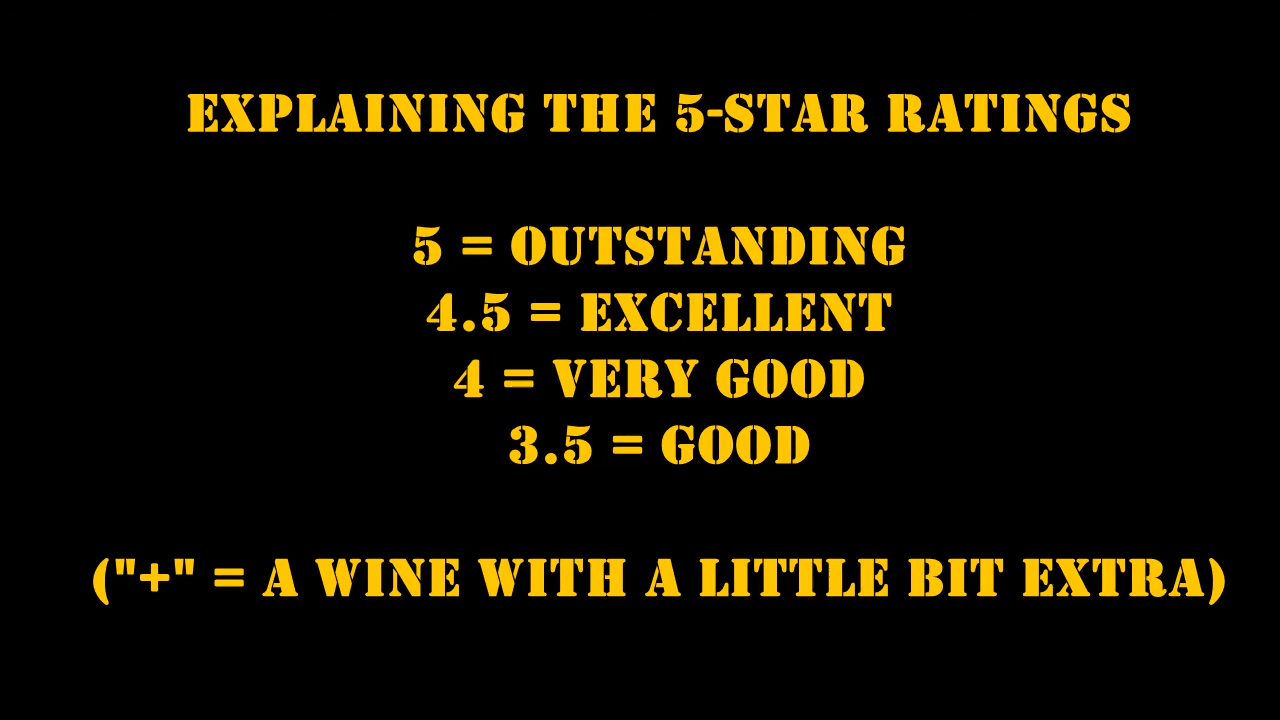 EXPLAINING THE 5-STAR RATINGS
5 = OUTSTANDING
4.5 = EXCELLENT
4 = VERY GOOD
3.5 = GOOD
("+" = A WINE WITH A LITTLE BIT EXTRA)